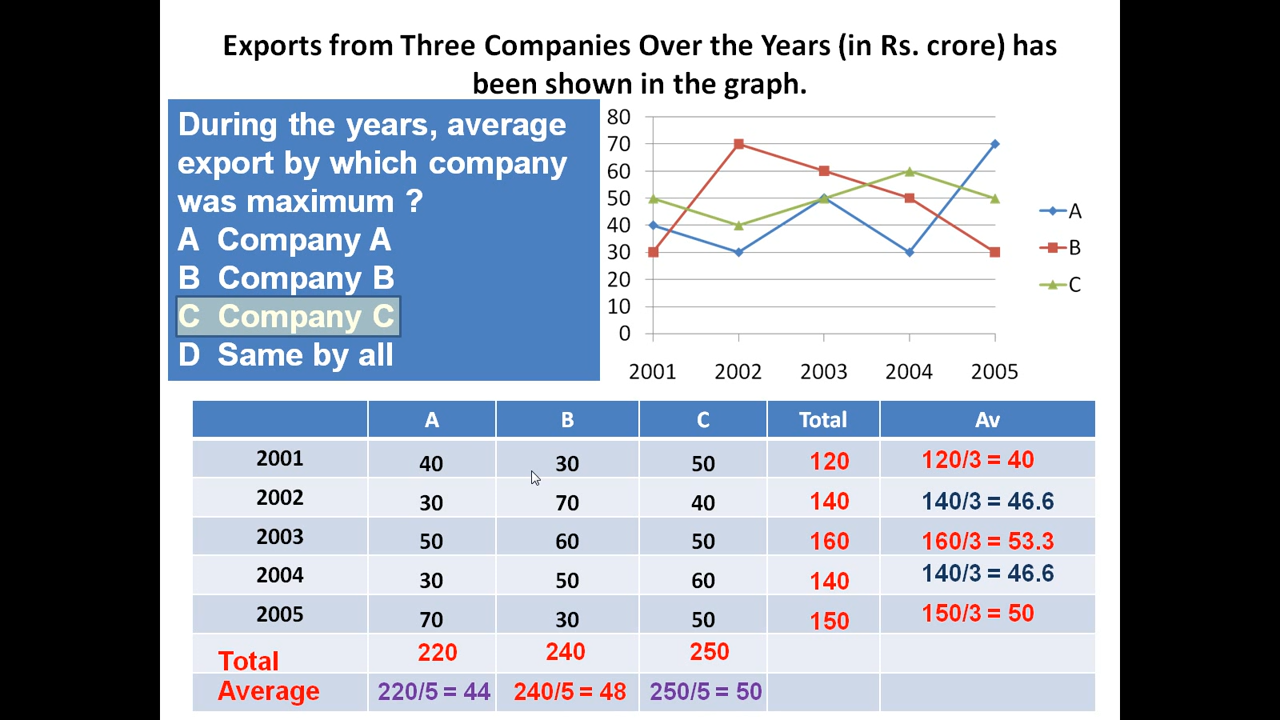 Exports from Three Companies Over the Years (in Rs. crore) has
been shown in the graph.
During the years, average
export by which company
was maximum ?
A Company A
B Company B
C Company C
D Same by all
80
70
60
50
40
30
20
10
0
2001 2002 2003 2004 2005
A
B
C
A B C Total Av
2001 40 30 50 120 120/3 = 40
2002 30 70 40 140 140/3 = 46.6
2003 50 60 50 160 160/3 = 53.3
2004 30 50 60 140 140/3 = 46.6
2005 70 30 50 150 150/3 = 50
Total 220 240 250
Average 220/5 = 44 240/5 = 48 250/5 = 50